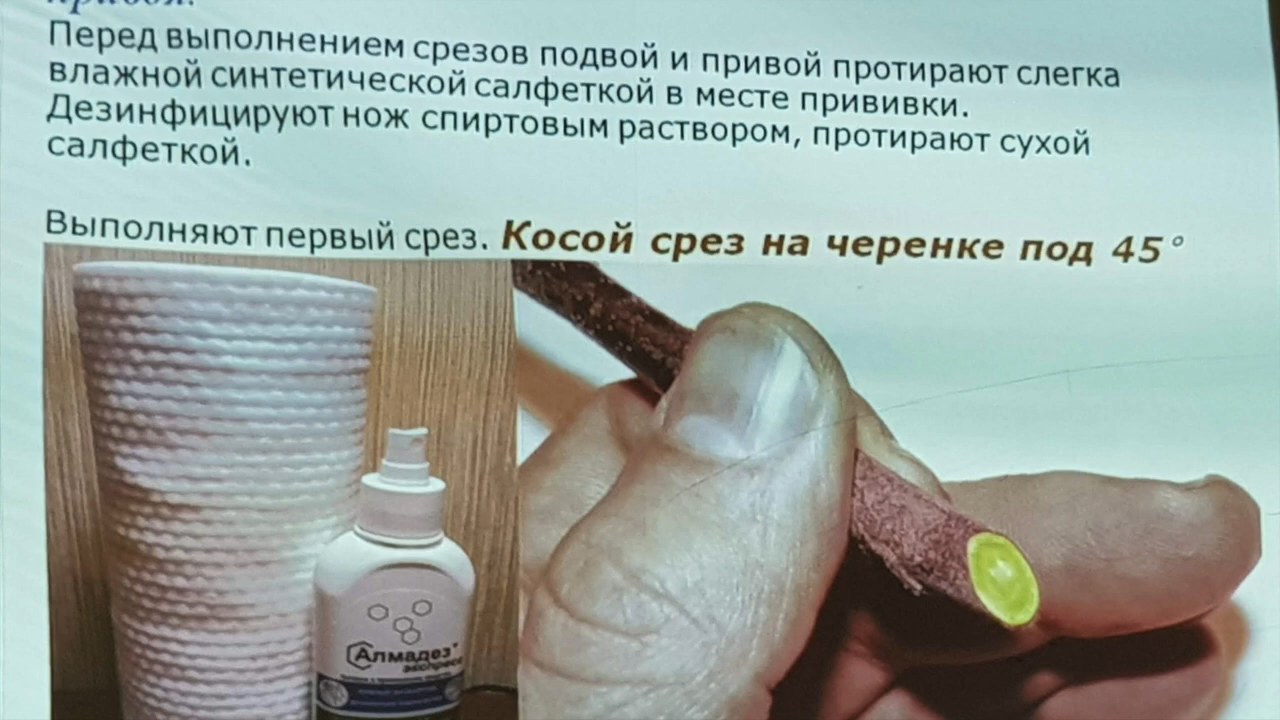 Перед выполнением срезов подвой и привой протирают слегка
влажной синтетической салфеткой в месте прививки.
Дезинфицируют нож спиртовым раствором, протирают сухой
салфеткой.
Выполняют первый срез. Косой срез на черенке под 45°
Алмадез
экспресс